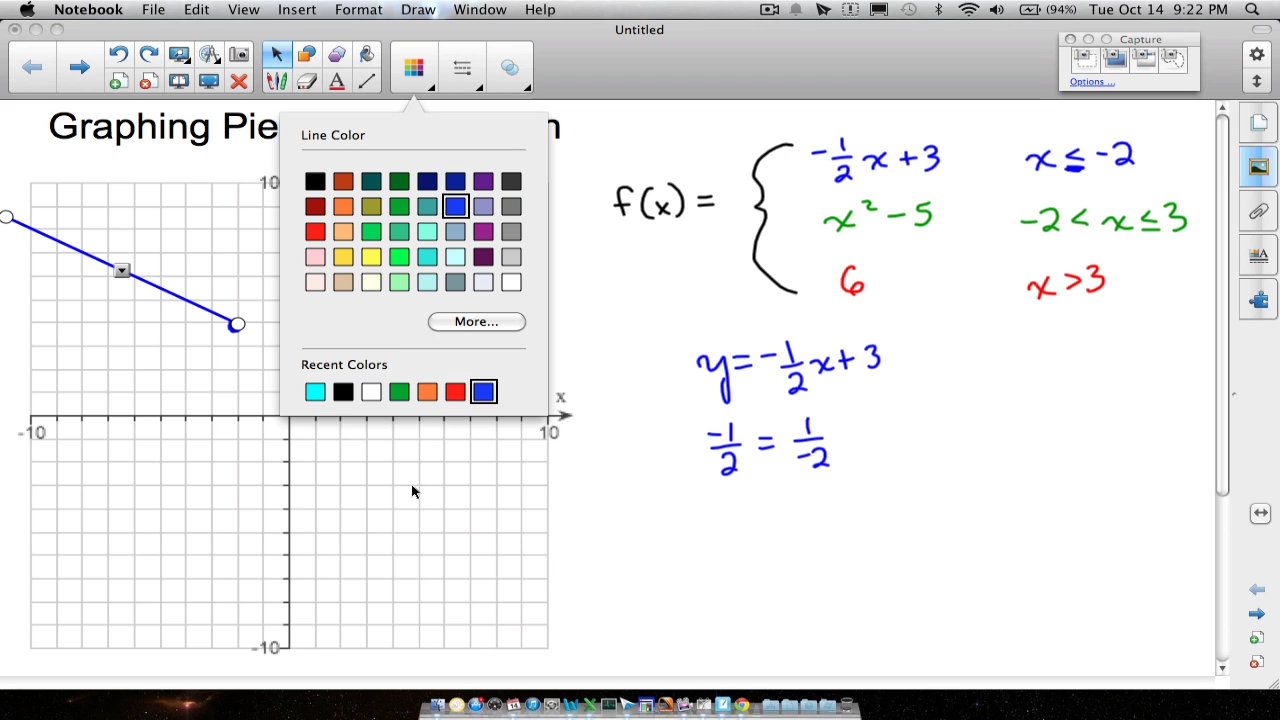 Notebook File Edit View Insert Format Draw Window Help (94%) Tue Oct 14 9:22 PM
Untitled
Capture
Options ...
Graphing Pie
n
Line Color
More...
Recent Colors
10
-10
10
x
-10
f(x) = { -1/2 x + 3 x ≤ -2
x² - 5 -2 < x ≤ 3
6 x > 3
y = -1/2 x + 3
-1/2 = 1/-2